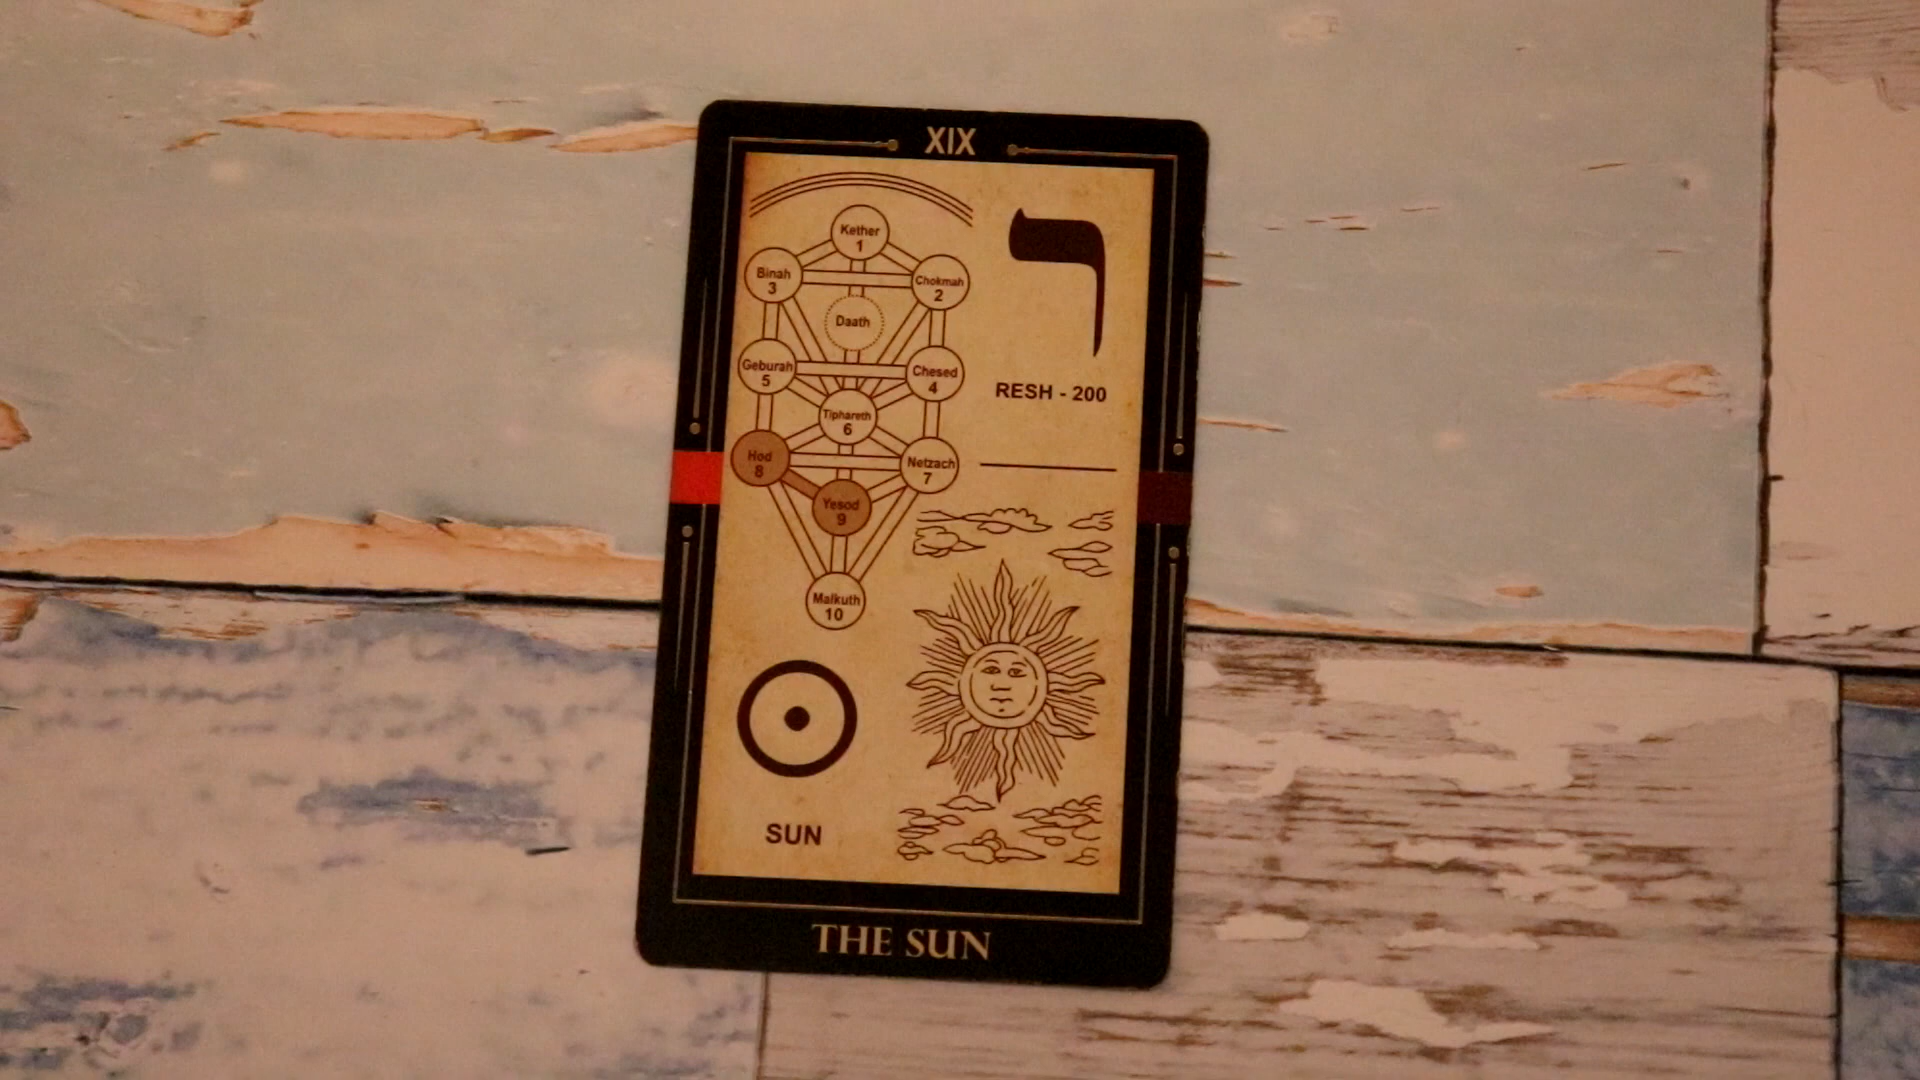 XIX
Kether
1
Binah
3
Chokmah
2
Daath
Geburah
5
Chesed
4
Tiphareth
6
Hod
8
Netzach
7
Yesod
9
Malkuth
10
ר
RESH - 200
SUN
THE SUN